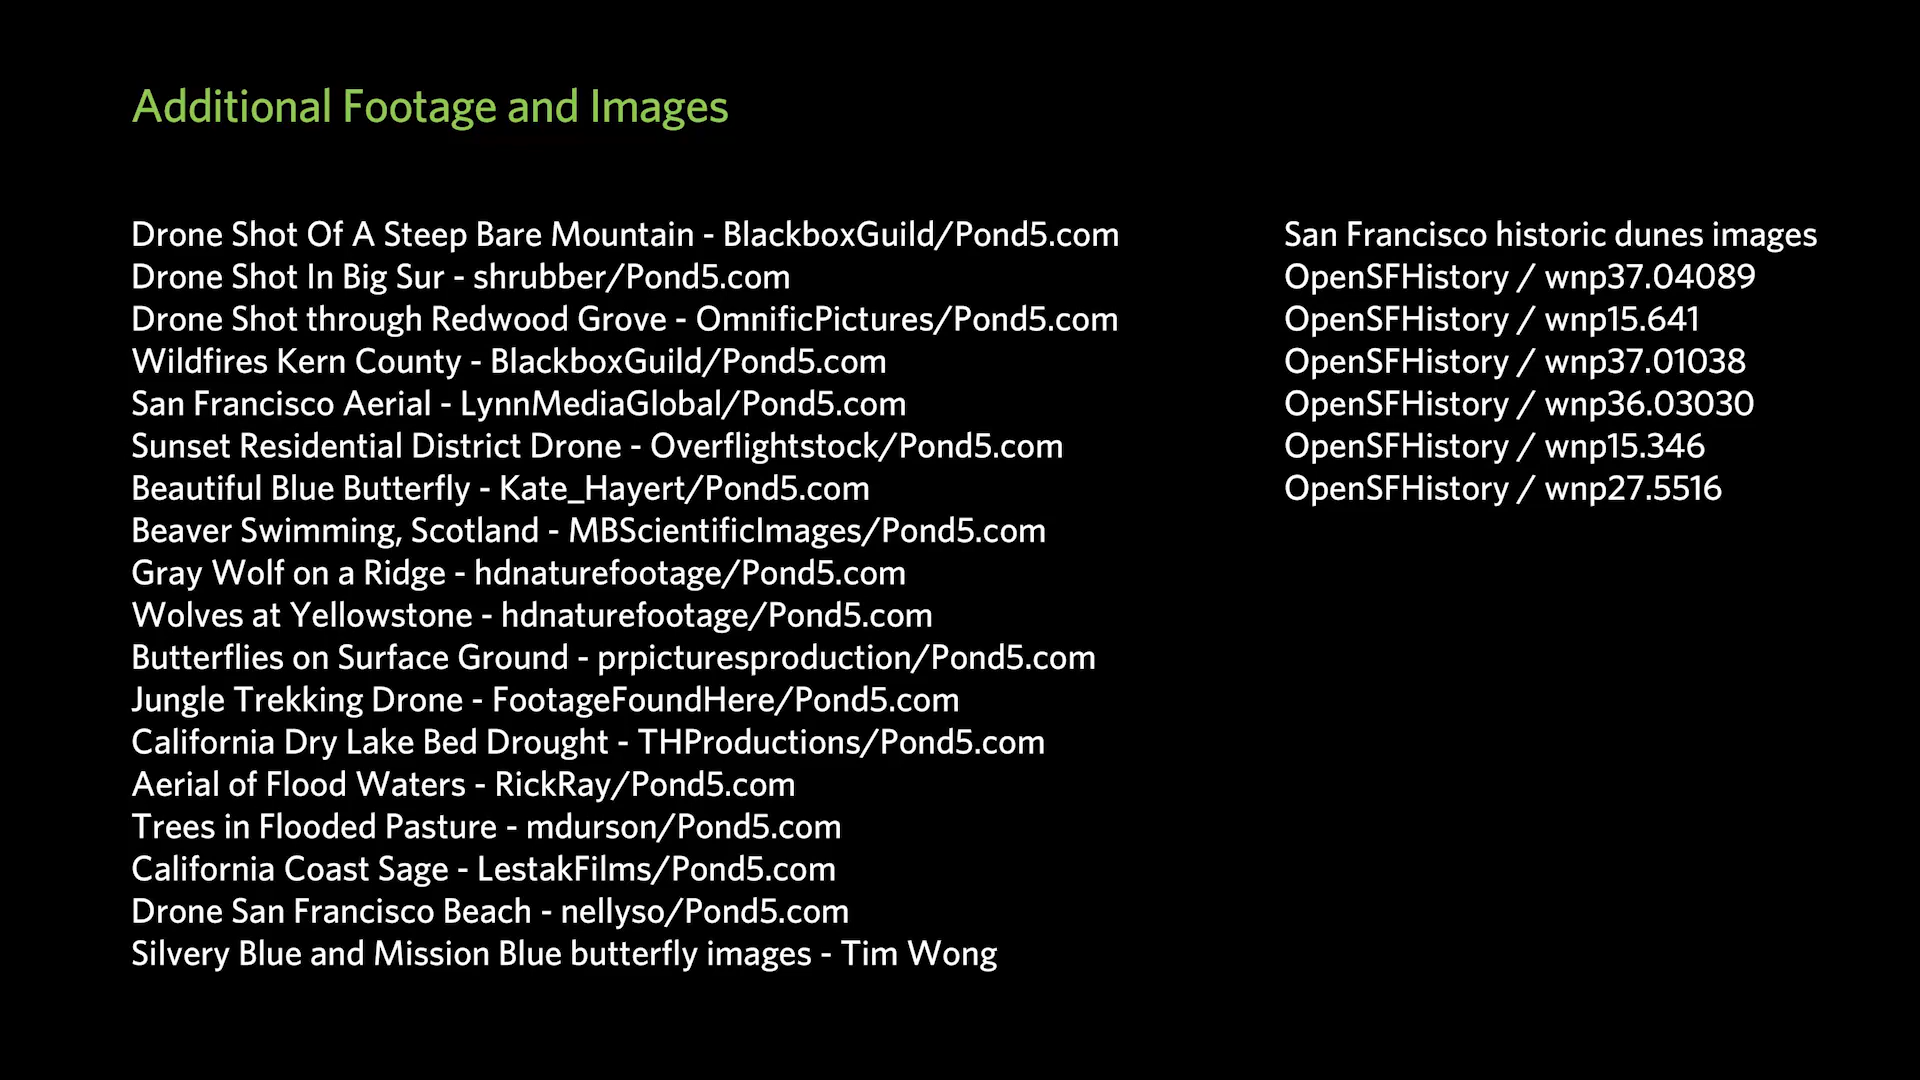 Additional Footage and Images
Drone Shot Of A Steep Bare Mountain - BlackboxGuild/Pond5.com
Drone Shot In Big Sur - shrubber/Pond5.com
Drone Shot through Redwood Grove - OmnificPictures/Pond5.com
Wildfires Kern County - BlackboxGuild/Pond5.com
San Francisco Aerial - LynnMediaGlobal/Pond5.com
Sunset Residential District Drone - Overflightstock/Pond5.com
Beautiful Blue Butterfly - Kate_Hayert/Pond5.com
Beaver Swimming, Scotland - MBScientificImages/Pond5.com
Gray Wolf on a Ridge - hdnaturefootage/Pond5.com
Wolves at Yellowstone - hdnaturefootage/Pond5.com
Butterflies on Surface Ground - prpicturesproduction/Pond5.com
Jungle Trekking Drone - FootageFoundHere/Pond5.com
California Dry Lake Bed Drought - THProductions/Pond5.com
Aerial of Flood Waters - RickRay/Pond5.com
Trees in Flooded Pasture - mdurson/Pond5.com
California Coast Sage - LestakFilms/Pond5.com
Drone San Francisco Beach - nellyso/Pond5.com
Silvery Blue and Mission Blue butterfly images - Tim Wong
San Francisco historic dunes images
OpenSFHistory / wnp37.04089
OpenSFHistory / wnp15.641
OpenSFHistory / wnp37.01038
OpenSFHistory / wnp36.03030
OpenSFHistory / wnp15.346
OpenSFHistory / wnp27.5516